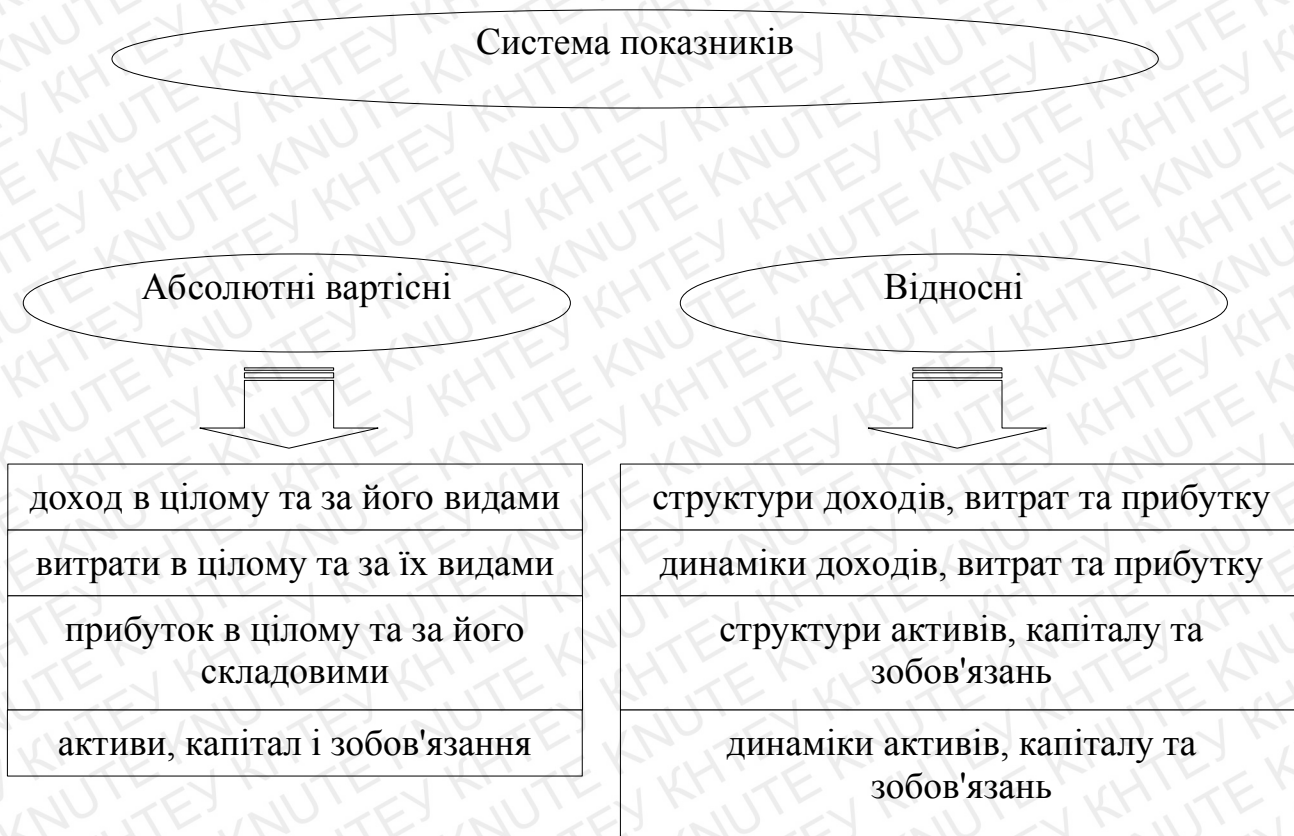 Система показників
Абсолютні вартісні
Відносні
доход в цілому та за його видами
витрати в цілому та за їх видами
прибуток в цілому та за його
складовими
активи, капітал і зобов'язання
структури доходів, витрат та прибутку
динаміки доходів, витрат та прибутку
структури активів, капіталу та
зобов'язань
динаміки активів, капіталу та
зобов'язань